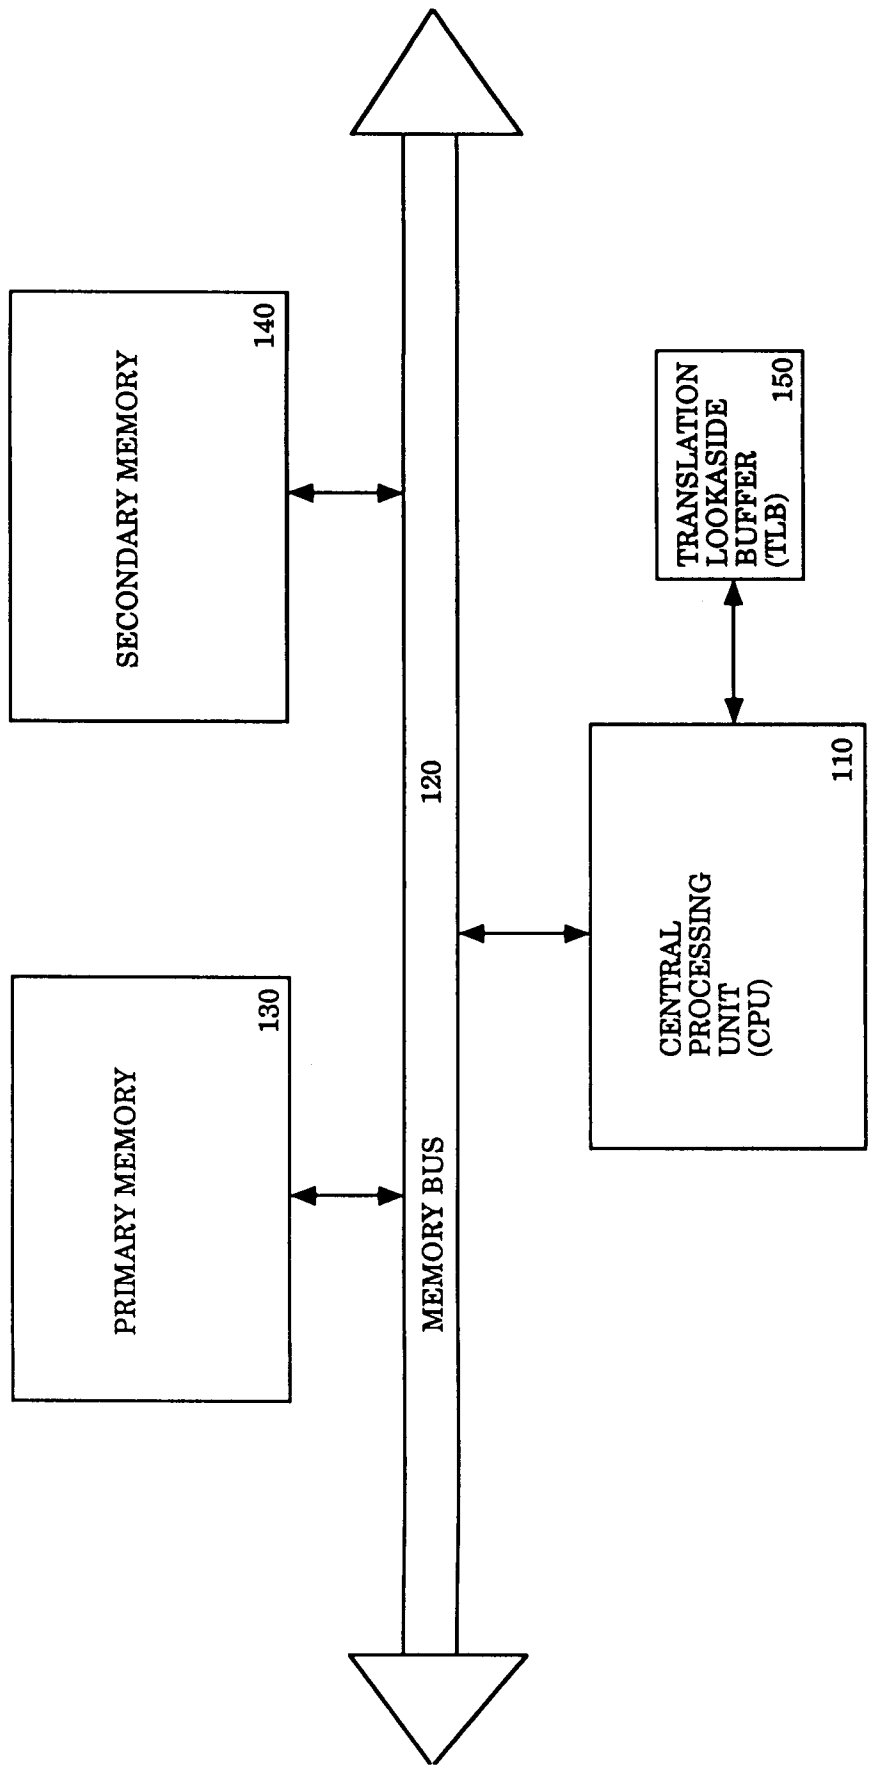 PRIMARY MEMORY
130
SECONDARY MEMORY
140
MEMORY BUS
120
CENTRAL
PROCESSING
UNIT
(CPU)
110
TRANSLATION
LOOKASIDE
BUFFER
(TLB)
150